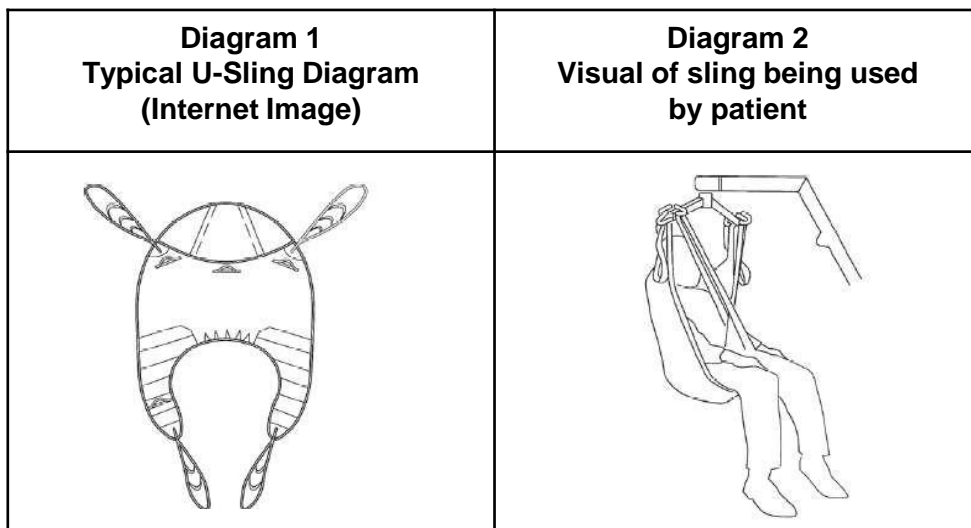 Diagram 1
Typical U-Sling Diagram
(Internet Image)
Diagram 2
Visual of sling being used
by patient